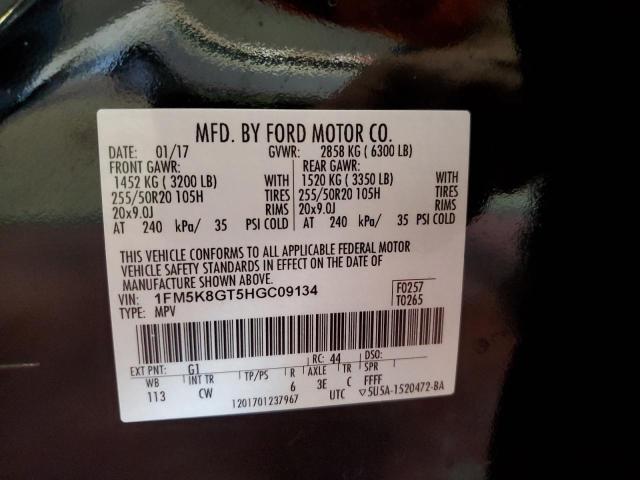 MFD. BY FORD MOTOR CO.
DATE: 01/17 GVWR: 2858 KG ( 6300 LB)
FRONT GAWR: REAR GAWR:
1452 KG ( 3200 LB) WITH 1520 KG ( 3350 LB) WITH
255/50R20 105H TIRES 255/50R20 105H TIRES
20x9.0J RIMS 20x9.0J RIMS
AT 240 kPa/ 35 PSI COLD AT 240 kPa/ 35 PSI COLD
THIS VEHICLE CONFORMS TO ALL APPLICABLE FEDERAL MOTOR
VEHICLE SAFETY STANDARDS IN EFFECT ON THE DATE OF
MANUFACTURE SHOWN ABOVE.
VIN: 1FM5K8GT5HGC09134 F0257
TYPE: MPV T0265
EXT PNT: G1 RC: 44 DSO:
WB INT TR TP/PS R AXLE TR SPR
113 CW 6 3E C FFFF
1201701237967 UTC ▽5U5A-1520472-BA